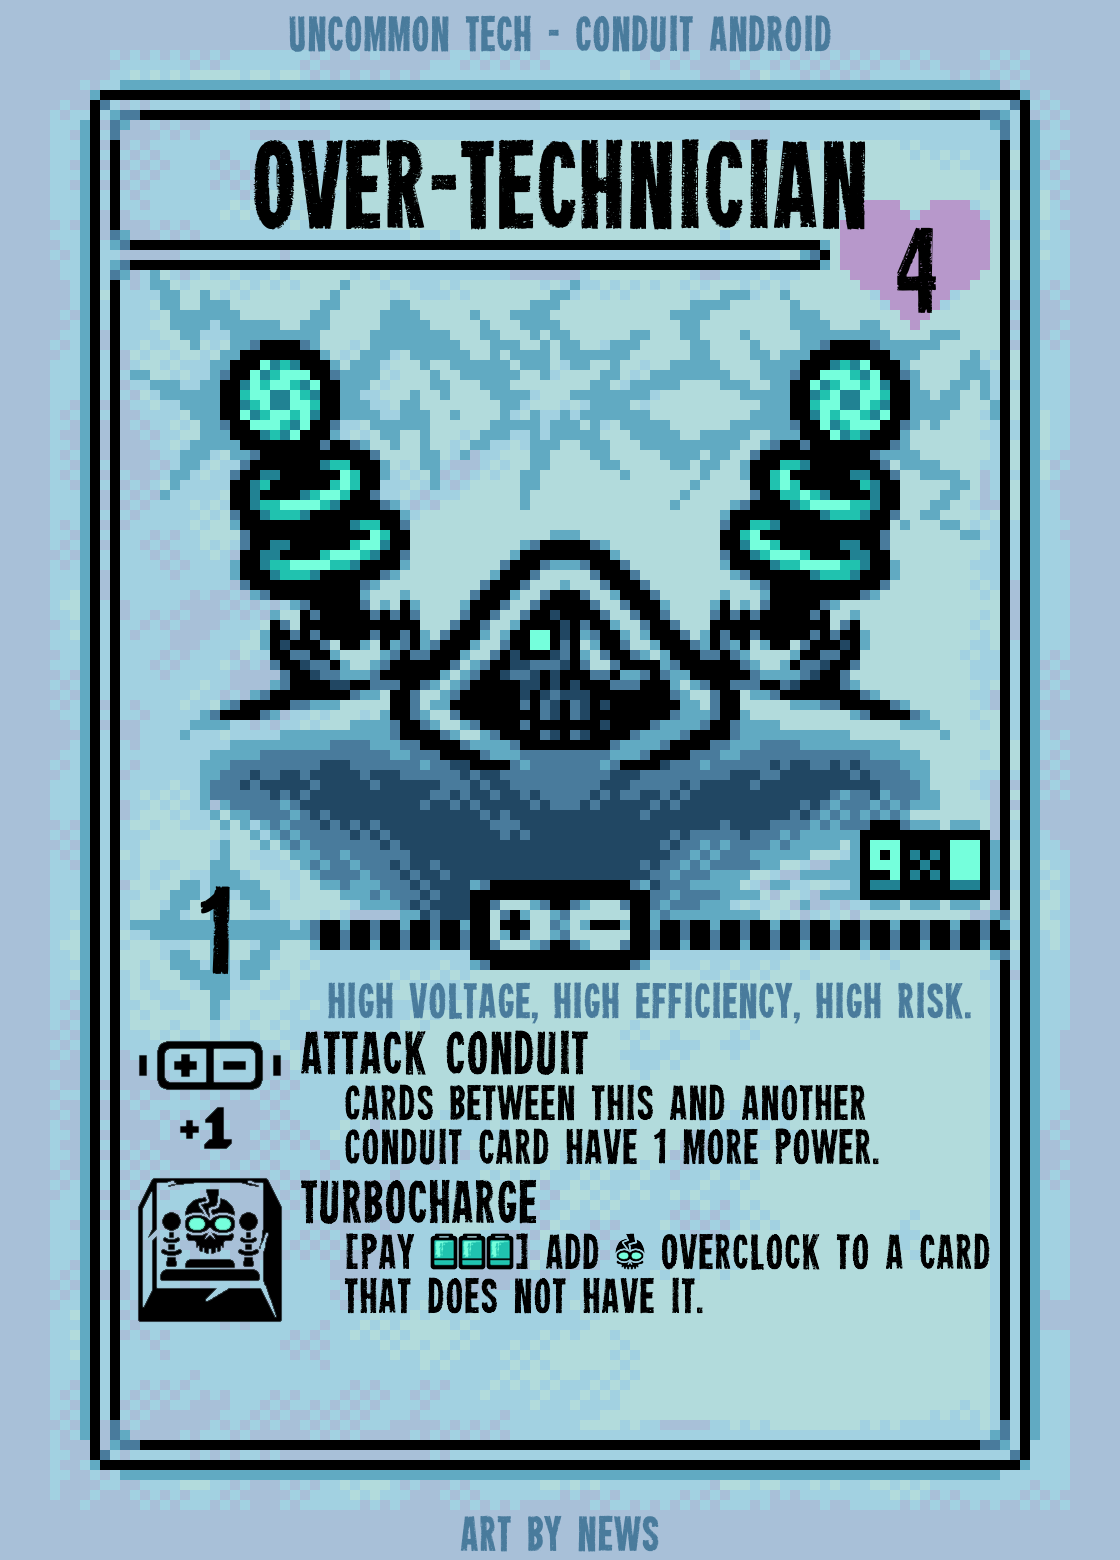 UNCOMMON TECH - CONDUIT ANDROID
OVER-TECHNICIAN
4
9 x
1
+ -
HIGH VOLTAGE, HIGH EFFICIENCY, HIGH RISK.
+ - ATTACK CONDUIT
CARDS BETWEEN THIS AND ANOTHER
+1 CONDUIT CARD HAVE 1 MORE POWER.
TURBOCHARGE
[PAY ] ADD OVERCLOCK TO A CARD
THAT DOES NOT HAVE IT.
ART BY NEWS